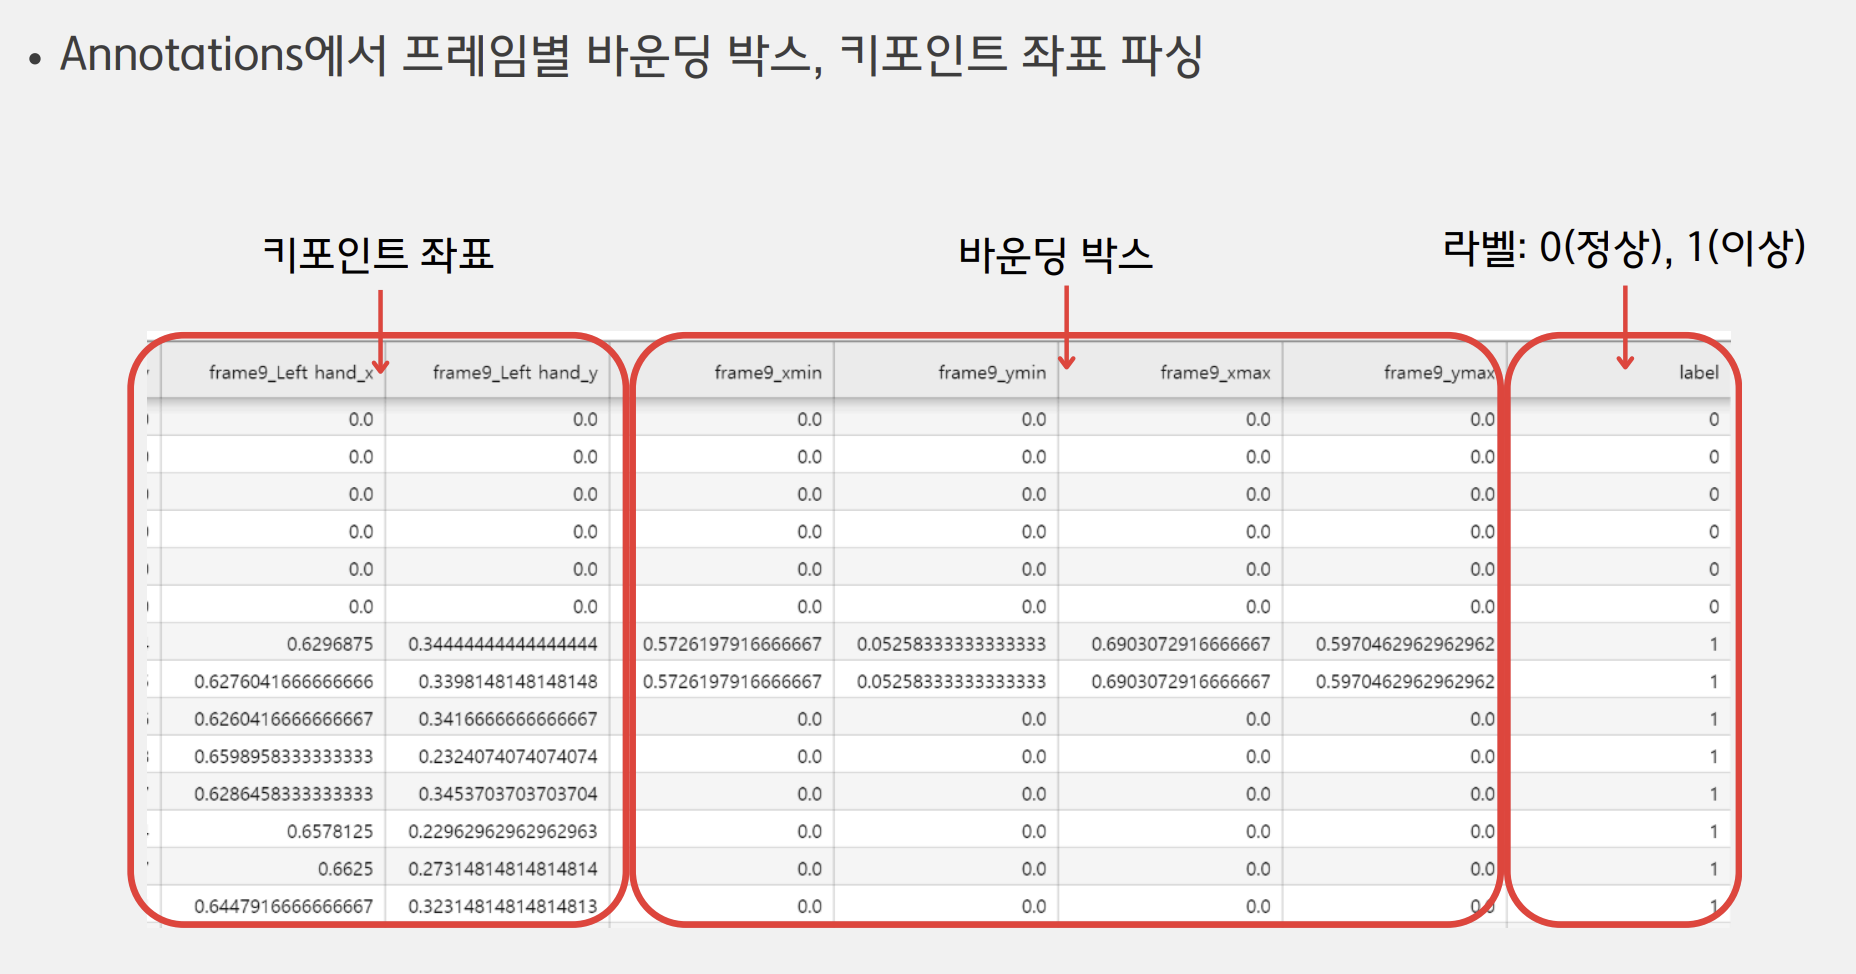 • Annotations에서 프레임별 바운딩 박스, 키포인트 좌표 파싱
키포인트 좌표 바운딩 박스 라벨: 0(정상), 1(이상)
frame9_Left hand_x frame9_Left hand_y frame9_xmin frame9_ymin frame9_xmax frame9_ymax label
0.0 0.0 0.0 0.0 0.0 0.0 0
0.0 0.0 0.0 0.0 0.0 0.0 0
0.0 0.0 0.0 0.0 0.0 0.0 0
0.0 0.0 0.0 0.0 0.0 0.0 0
0.0 0.0 0.0 0.0 0.0 0.0 0
0.0 0.0 0.0 0.0 0.0 0.0 0
0.6296875 0.34444444444444444 0.5726197916666667 0.05258333333333333 0.6903072916666667 0.5970462962962962 1
0.6276041666666666 0.3398148148148148 0.5726197916666667 0.05258333333333333 0.6903072916666667 0.5970462962962962 1
0.6260416666666667 0.3416666666666667 0.0 0.0 0.0 0.0 1
0.6598958333333333 0.2324074074074074 0.0 0.0 0.0 0.0 1
0.6286458333333333 0.3453703703703704 0.0 0.0 0.0 0.0 1
0.6578125 0.22962962962962963 0.0 0.0 0.0 0.0 1
0.6625 0.27314814814814814 0.0 0.0 0.0 0.0 1
0.6447916666666667 0.32314814814814813 0.0 0.0 0.0 0.0 1